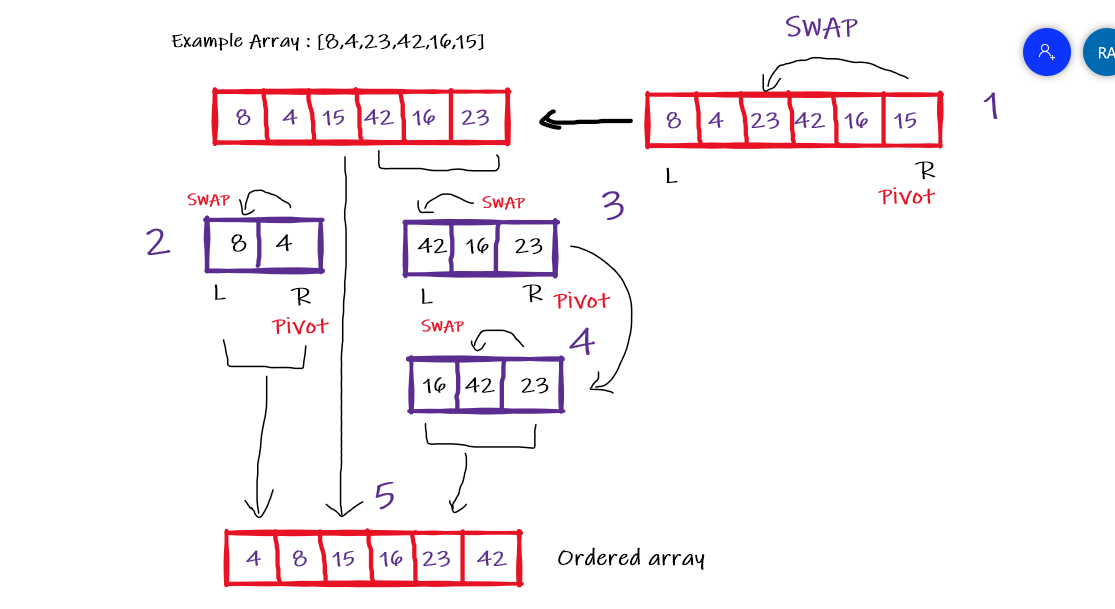 SWAP
Example Array : [8,4,23,42,16,15]
RA
8 4 15 42 16 23
8 4 23 42 16 15
1
L R
Pivot
SWAP
SWAP
3
2
8 4
42 16 23
L R
L R Pivot
Pivot
SWAP
4
16 42 23
5
4 8 15 16 23 42
Ordered array